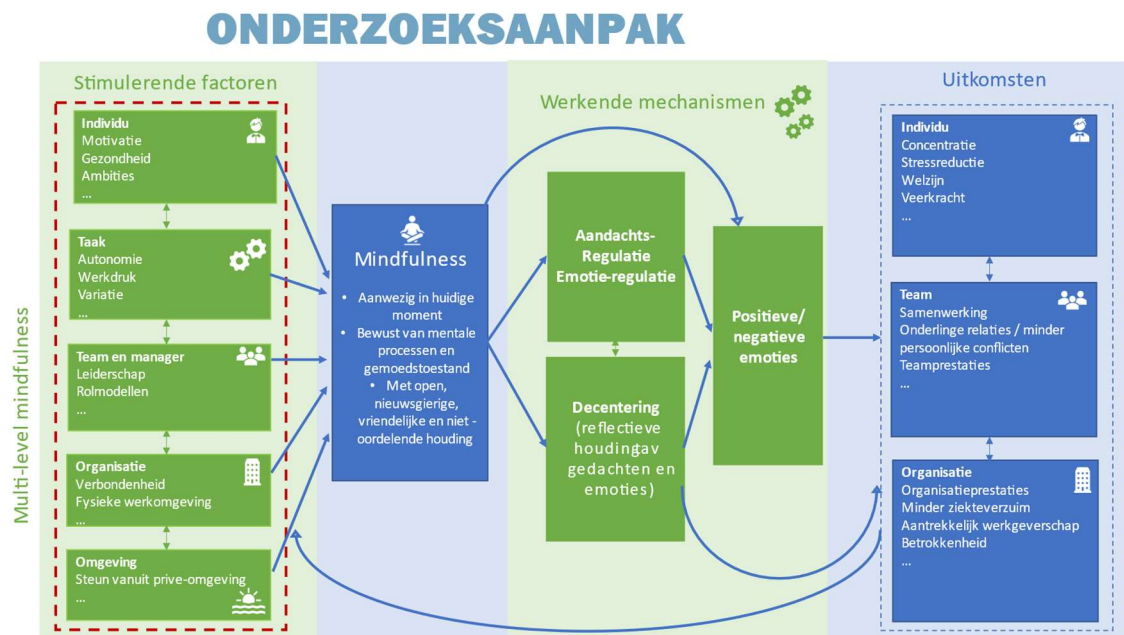 ONDERZOEKSAANPAK
Multi-level mindfulness
Stimulerende factoren
Individu
Motivatie
Gezondheid
Ambities
...
Taak
Autonomie
Werkdruk
Variatie
...
Team en manager
Leiderschap
Rolmodellen
...
Organisatie
Verbondenheid
Fysieke werkomgeving
...
Omgeving
Steun vanuit prive-omgeving
...
Mindfulness
• Aanwezig in huidige
moment
• Bewust van mentale
processen en
gemoedstoestand
• Met open,
nieuwsgierige,
vriendelijke en niet -
oordelende houding
Werkende mechanismen
Aandachts-
Regulatie
Emotie-regulatie
Decentering
(reflectieve
houding tav
gedachten en
emoties)
Positieve/
negatieve
emoties
Uitkomsten
Individu
Concentratie
Stressreductie
Welzijn
Veerkracht
...
Team
Samenwerking
Onderlinge relaties / minder
persoonlijke conflicten
Teamprestaties
...
Organisatie
Organisatieprestaties
Minder ziekteverzuim
Aantrekkelijk werkgeverschap
Betrokkenheid
...